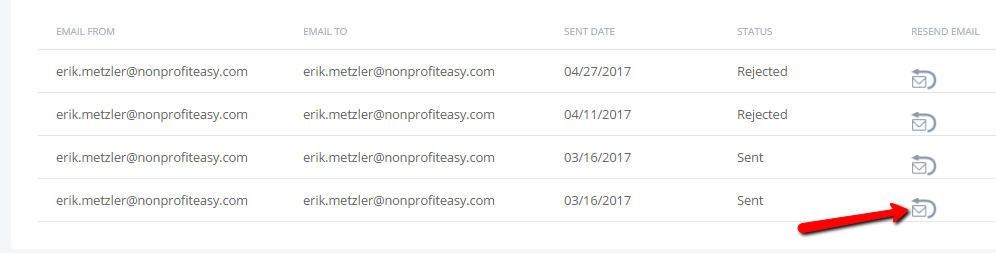 EMAIL FROM EMAIL TO SENT DATE STATUS RESEND EMAIL
erik.metzler@nonprofiteasy.com erik.metzler@nonprofiteasy.com 04/27/2017 Rejected
erik.metzler@nonprofiteasy.com erik.metzler@nonprofiteasy.com 04/11/2017 Rejected
erik.metzler@nonprofiteasy.com erik.metzler@nonprofiteasy.com 03/16/2017 Sent
erik.metzler@nonprofiteasy.com erik.metzler@nonprofiteasy.com 03/16/2017 Sent